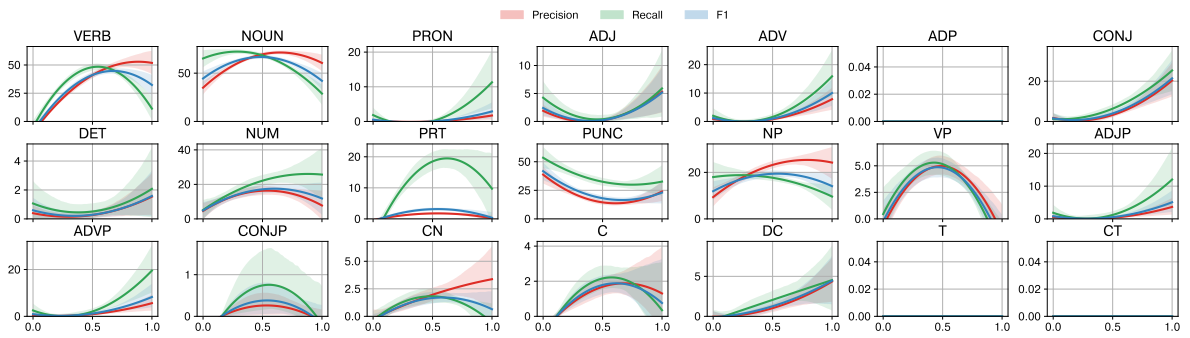 Precision Recall F1
VERB NOUN PRON ADJ ADV ADP CONJ
50 25 0
50 0
20 10 0
10 5 0
20 10 0
0.04 0.02 0.00
20 0
DET NUM PRT PUNC NP VP ADJP
4 2 0
40 20 0
20 10 0
50 25 0
20 0
5.0 2.5 0.0
20 10 0
ADVP CONJP CN C DC T CT
20 0
1 0
5.0 2.5 0.0
4 2 0
5 0
0.04 0.02 0.00
0.04 0.02 0.00
0.0 0.5 1.0 0.0 0.5 1.0 0.0 0.5 1.0 0.0 0.5 1.0 0.0 0.5 1.0 0.0 0.5 1.0 0.0 0.5 1.0